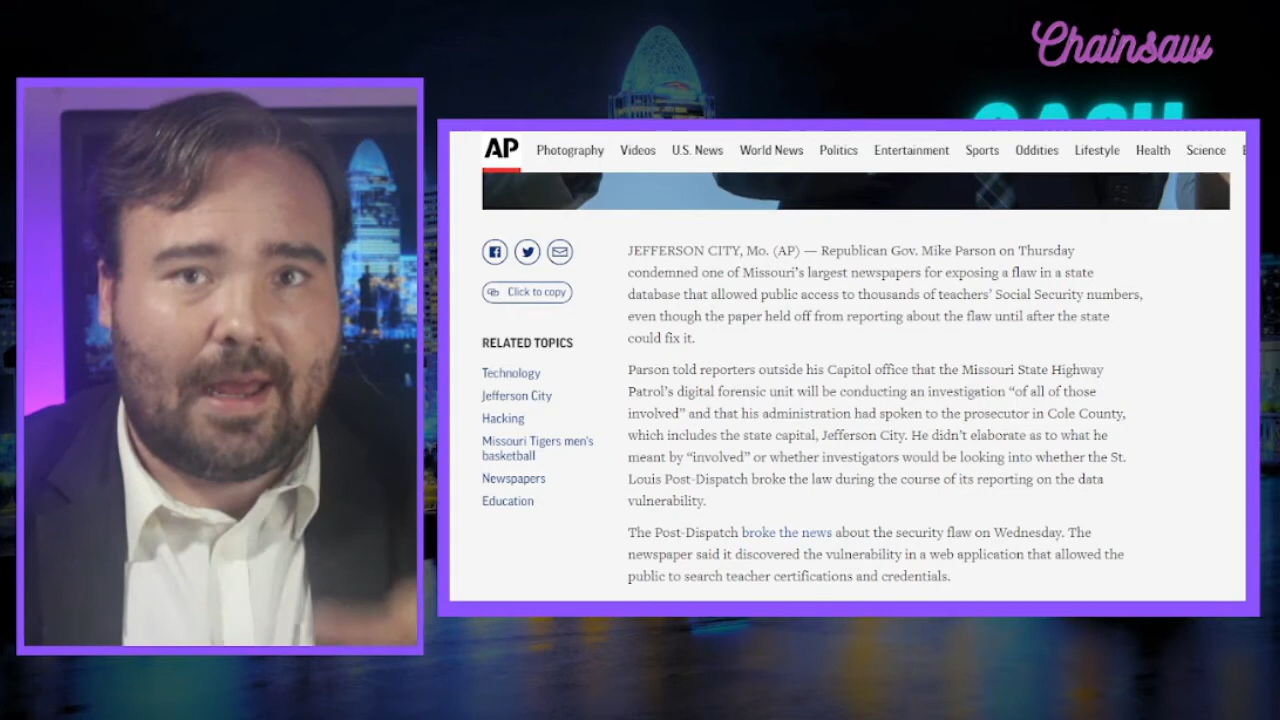 Chainsaw
CASH
AP Photography Videos U.S. News World News Politics Entertainment Sports Oddities Lifestyle Health Science
Click to copy
RELATED TOPICS
Technology
Jefferson City
Hacking
Missouri Tigers men's
basketball
Newspapers
Education
JEFFERSON CITY, Mo. (AP) — Republican Gov. Mike Parson on Thursday
condemned one of Missouri’s largest newspapers for exposing a flaw in a state
database that allowed public access to thousands of teachers’ Social Security numbers,
even though the paper held off from reporting about the flaw until after the state
could fix it.
Parson told reporters outside his Capitol office that the Missouri State Highway
Patrol’s digital forensic unit will be conducting an investigation “of all of those
involved” and that his administration had spoken to the prosecutor in Cole County,
which includes the state capital, Jefferson City. He didn’t elaborate as to what he
meant by “involved” or whether investigators would be looking into whether the St.
Louis Post-Dispatch broke the law during the course of its reporting on the data
vulnerability.
The Post-Dispatch broke the news about the security flaw on Wednesday. The
newspaper said it discovered the vulnerability in a web application that allowed the
public to search teacher certifications and credentials.